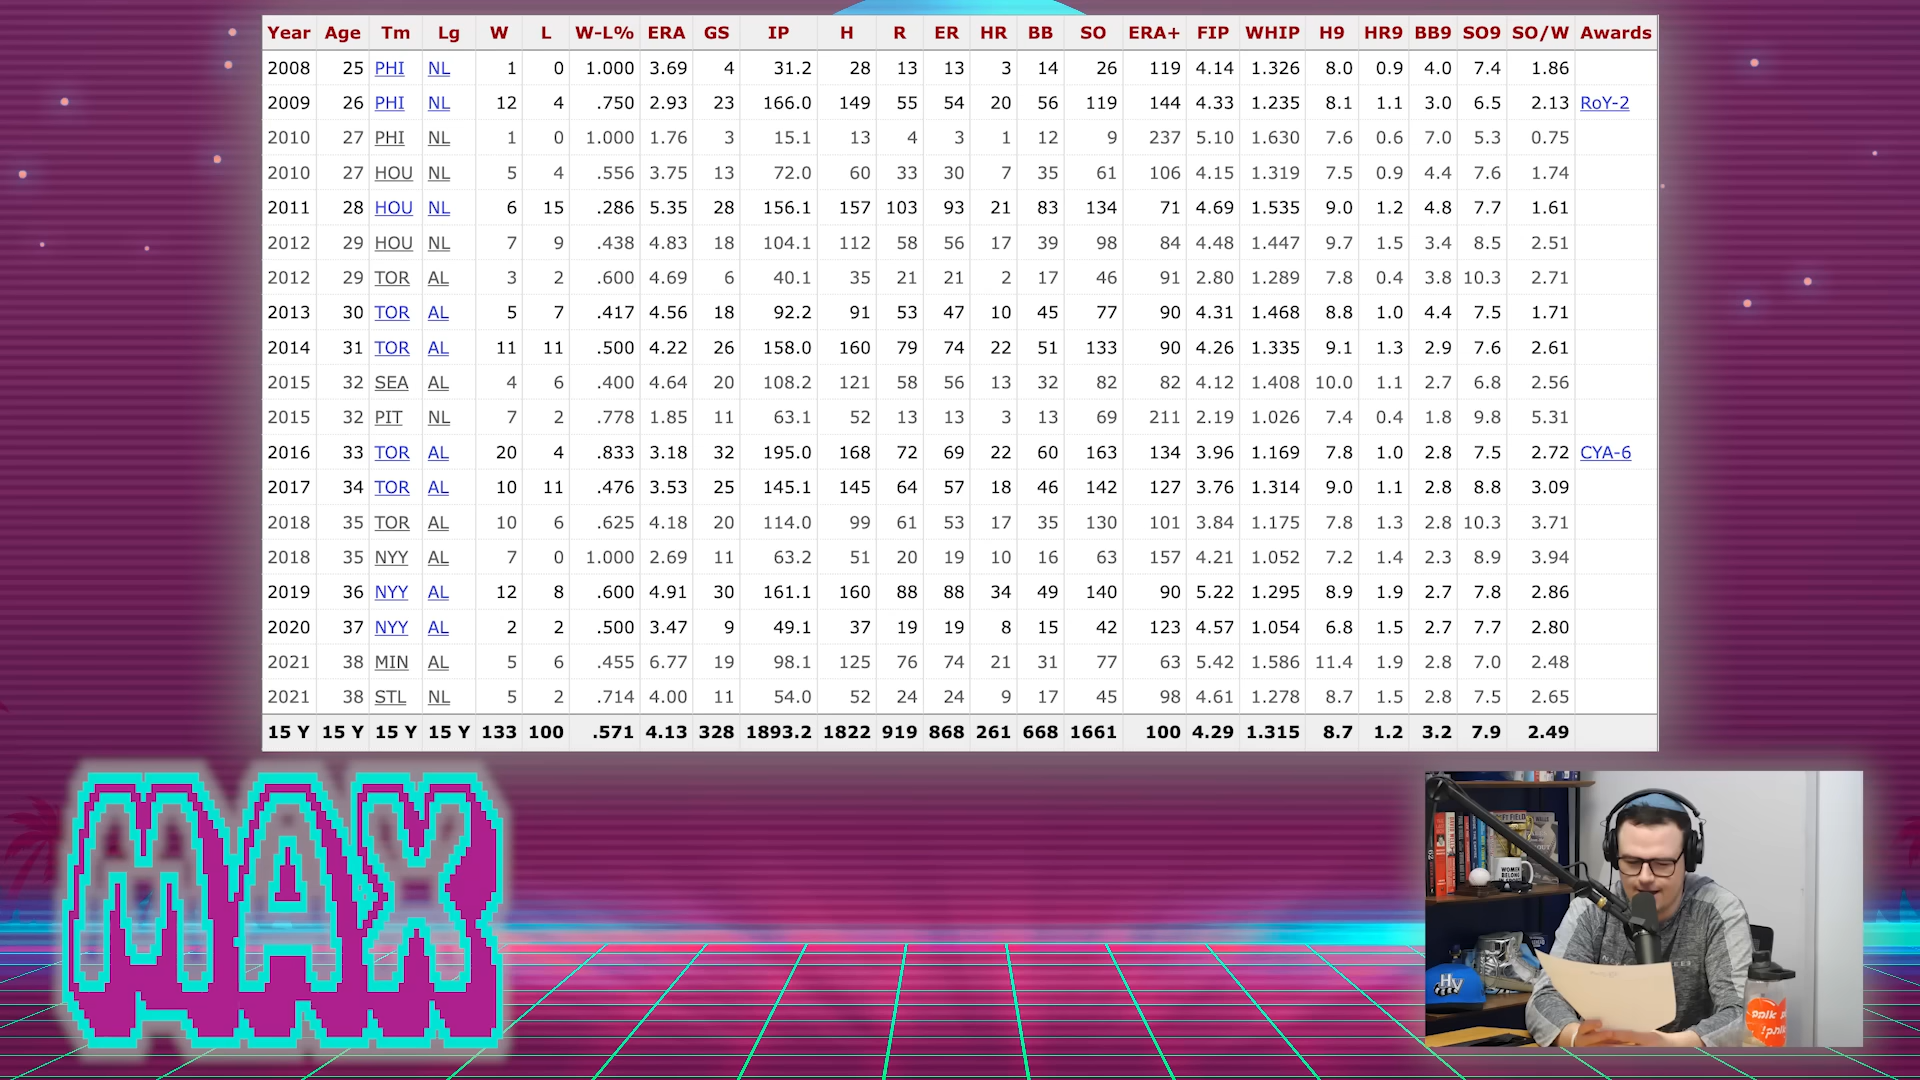 Year Age Tm Lg W L W-L% ERA GS IP H R ER HR BB SO ERA+ FIP WHIP H9 HR9 BB9 SO9 SO/W Awards
2008 25 PHI NL 1 0 1.000 3.69 4 31.2 28 13 13 3 14 26 119 4.14 1.326 8.0 0.9 4.0 7.4 1.86
2009 26 PHI NL 12 4 .750 2.93 23 166.0 149 55 54 20 56 119 144 4.33 1.235 8.1 1.1 3.0 6.5 2.13 RoY-2
2010 27 PHI NL 1 0 1.000 1.76 3 15.1 13 4 3 1 12 9 237 5.10 1.630 7.6 0.6 7.0 5.3 0.75
2010 27 HOU NL 5 4 .556 3.75 13 72.0 60 33 30 7 35 61 106 4.15 1.319 7.5 0.9 4.4 7.6 1.74
2011 28 HOU NL 6 15 .286 5.35 28 156.1 157 103 93 21 83 134 71 4.69 1.535 9.0 1.2 4.8 7.7 1.61
2012 29 HOU NL 7 9 .438 4.83 18 104.1 112 58 56 17 39 98 84 4.48 1.447 9.7 1.5 3.4 8.5 2.51
2012 29 TOR AL 3 2 .600 4.69 6 40.1 35 21 21 2 17 46 91 2.80 1.289 7.8 0.4 3.8 10.3 2.71
2013 30 TOR AL 5 7 .417 4.56 18 92.2 91 53 47 10 45 77 90 4.31 1.468 8.8 1.0 4.4 7.5 1.71
2014 31 TOR AL 11 11 .500 4.22 26 158.0 160 79 74 22 51 133 90 4.26 1.335 9.1 1.3 2.9 7.6 2.61
2015 32 SEA AL 4 6 .400 4.64 20 108.2 121 58 56 13 32 82 82 4.12 1.408 10.0 1.1 2.7 6.8 2.56
2015 32 PIT NL 7 2 .778 1.85 11 63.1 52 13 13 3 13 69 211 2.19 1.026 7.4 0.4 1.8 9.8 5.31
2016 33 TOR AL 20 4 .833 3.18 32 195.0 168 72 69 22 60 163 134 3.96 1.169 7.8 1.0 2.8 7.5 2.72 CYA-6
2017 34 TOR AL 10 11 .476 3.53 25 145.1 145 64 57 18 46 142 127 3.76 1.314 9.0 1.1 2.8 8.8 3.09
2018 35 TOR AL 10 6 .625 4.18 20 114.0 99 61 53 17 35 130 101 3.84 1.175 7.8 1.3 2.8 10.3 3.71
2018 35 NYY AL 7 0 1.000 2.69 11 63.2 51 20 19 10 16 63 157 4.21 1.052 7.2 1.4 2.3 8.9 3.94
2019 36 NYY AL 12 8 .600 4.91 30 161.1 160 88 88 34 49 140 90 5.22 1.295 8.9 1.9 2.7 7.8 2.86
2020 37 NYY AL 2 2 .500 3.47 9 49.1 37 19 19 8 15 42 123 4.57 1.054 6.8 1.5 2.7 7.7 2.80
2021 38 MIN AL 5 6 .455 6.77 19 98.1 125 76 74 21 31 77 63 5.42 1.586 11.4 1.9 2.8 7.0 2.48
2021 38 STL NL 5 2 .714 4.00 11 54.0 52 24 24 9 17 45 98 4.61 1.278 8.7 1.5 2.8 7.5 2.65
15 Y 15 Y 15 Y 15 Y 133 100 .571 4.13 328 1893.2 1822 919 868 261 668 1661 100 4.29 1.315 8.7 1.2 3.2 7.9 2.49
MAX
WOMEN
BELONG
HV